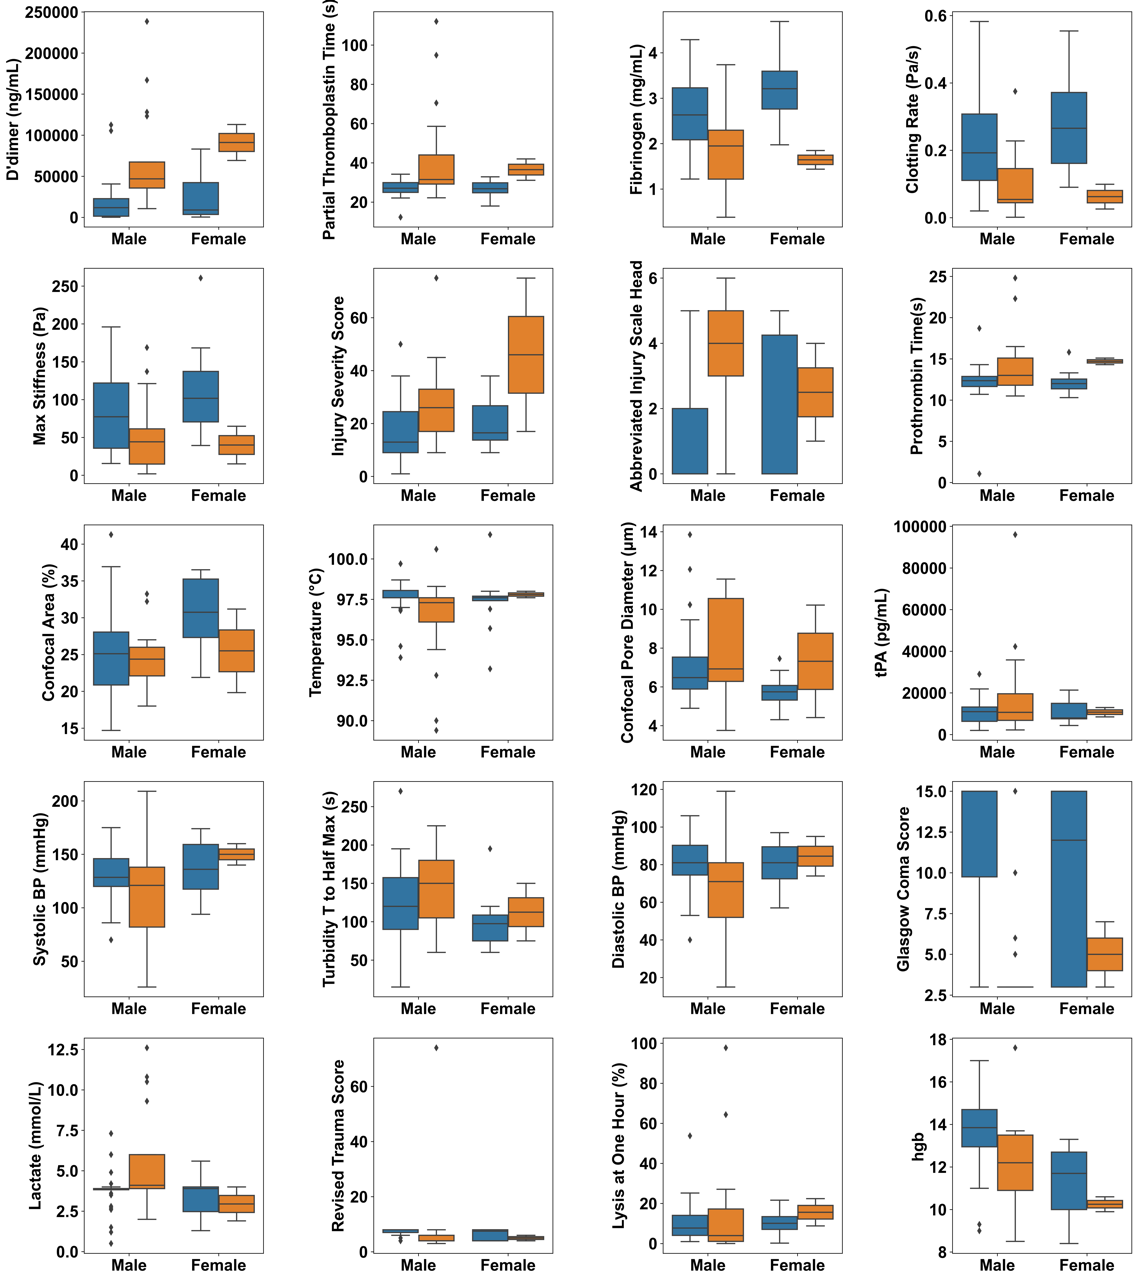 D'dimer (ng/mL)
250000
200000
150000
100000
50000
0
Male Female
Partial Thromboplastin Time (s)
100
80
60
40
20
Male Female
Fibrinogen (mg/mL)
4
3
2
1
Male Female
Clotting Rate (Pa/s)
0.6
0.4
0.2
0.0
Male Female
Max Stiffness (Pa)
250
200
150
100
50
0
Male Female
Injury Severity Score
60
40
20
0
Male Female
Abbreviated Injury Scale Head
6
4
2
0
Male Female
Prothrombin Time(s)
25
20
15
10
5
0
Male Female
Confocal Area (%)
40
35
30
25
20
15
Male Female
Temperature (°C)
100.0
97.5
95.0
92.5
90.0
Male Female
Confocal Pore Diameter (μm)
14
12
10
8
6
4
Male Female
tPA (pg/mL)
100000
80000
60000
40000
20000
0
Male Female
Systolic BP (mmHg)
200
150
100
50
Male Female
Turbidity T to Half Max (s)
250
200
150
100
50
Male Female
Diastolic BP (mmHg)
120
100
80
60
40
20
Male Female
Glasgow Coma Score
15.0
12.5
10.0
7.5
5.0
2.5
Male Female
Lactate (mmol/L)
12.5
10.0
7.5
5.0
2.5
0.0
Male Female
Revised Trauma Score
60
40
20
0
Male Female
Lysis at One Hour (%)
100
80
60
40
20
0
Male Female
hgb
18
16
14
12
10
8
Male Female